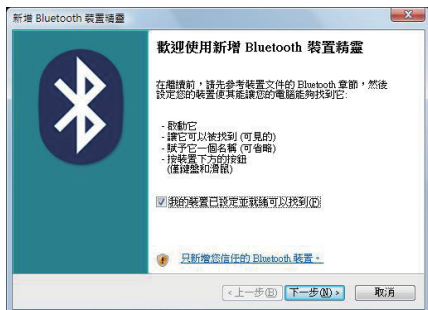 新增 Bluetooth 裝置精靈
歡迎使用新增 Bluetooth 裝置精靈
在繼續前，請先參考裝置文件的 Bluetooth 章節，然後
設定您的裝置使其能讓您的電腦能夠找到它:
- 啟動它
- 讓它可以被找到 (可見的)
- 賦予它一個名稱 (可省略)
- 按裝置下方的按鈕
(僅鍵盤和滑鼠)
我的裝置已設定並就緒可以找到(F)
只新增您信任的 Bluetooth 裝置。
<上一步(B) 下一步(N)> 取消